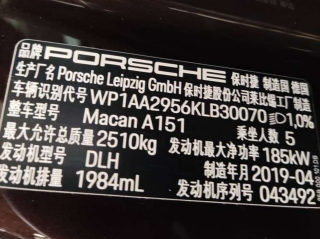 品牌 PORSCHE 保时捷 制造国 德国
生产厂名 Porsche Leipzig GmbH 保时捷股份公司莱比锡工厂制造
车辆识别代号 WP1AA2956KLB30070 1,0%
整车型号 Macan A151 乘坐人数 5
最大允许总质量 2510kg 发动机最大净功率 185kW
发动机型号 DLH 制造年月 2019-04
发动机排量 1984mL 发动机序列号 043492